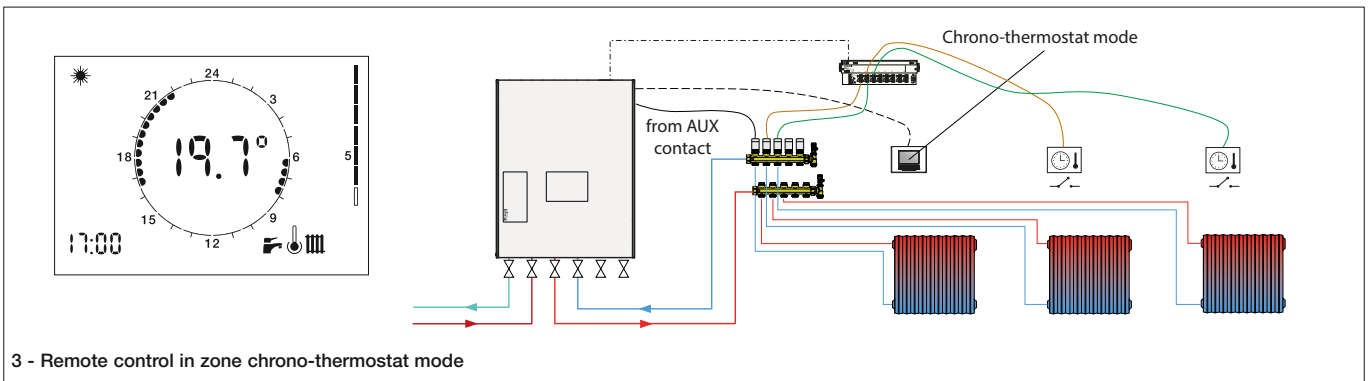 24
21
3
19.7°
18
6
5
15
9
12
17:00
Chrono-thermostat mode
from AUX
contact
3 - Remote control in zone chrono-thermostat mode